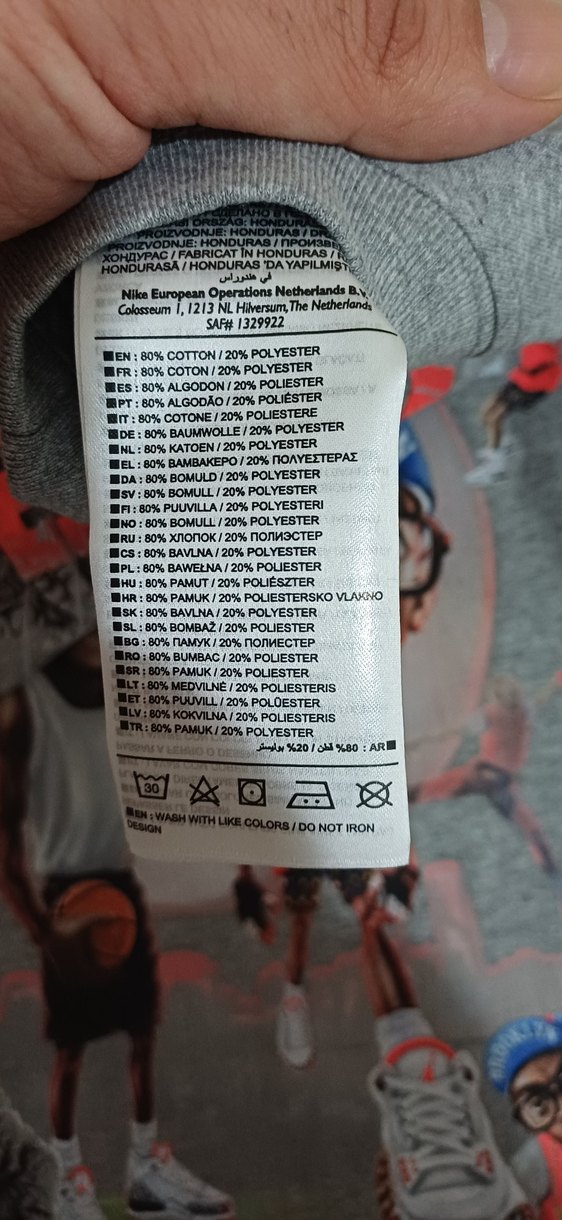 СДЕЛАНО В
ORSZÁG: HONDURAS
PROIZVODNJE: HONDURAS /
PROIZVODNJE: HONDURAS /
ХОНДУРАС / FABRICAT ÎN HONDURAS /
HONDURASĀ / HONDURAS 'DA YAPILMIŞT
في هندوراس
Nike European Operations Netherlands B.V.
Colosseum 1, 1213 NL Hilversum, The Netherlands
SAF# 1329922
EN : 80% COTTON / 20% POLYESTER
FR : 80% COTON / 20% POLYESTER
ES : 80% ALGODON / 20% POLIESTER
PT : 80% ALGODÃO / 20% POLIÉSTER
IT : 80% COTONE / 20% POLIESTERE
DE : 80% BAUMWOLLE / 20% POLYESTER
NL : 80% KATOEN / 20% POLYESTER
EL : 80% ΒΑΜΒΑΚΕΡΟ / 20% ΠΟΛΥΕΣΤΕΡΑΣ
DA : 80% BOMULD / 20% POLYESTER
SV : 80% BOMULL / 20% POLYESTER
FI : 80% PUUVILLA / 20% POLYESTERI
NO : 80% BOMULL / 20% POLYESTER
RU : 80% ХЛОПОК / 20% ПОЛИЭСТЕР
CS : 80% BAVLNA / 20% POLYESTER
PL : 80% BAWEŁNA / 20% POLIESTER
HU : 80% PAMUT / 20% POLIÉSZTER
HR : 80% PAMUK / 20% POLIESTERSKO VLAKNO
SK : 80% BAVLNA / 20% POLYESTER
SL : 80% BOMBAŽ / 20% POLIESTER
BG : 80% ПАМУК / 20% ПОЛИЕСТЕР
RO : 80% BUMBAC / 20% POLIESTER
SR : 80% PAMUK / 20% POLIESTER
LT : 80% MEDVILNĖ / 20% POLIESTERIS
ET : 80% PUUVILL / 20% POLÜESTER
LV : 80% KOKVILNA / 20% POLIESTERIS
TR : 80% PAMUK / 20% POLYESTER
AR : 80% قطن / 20% بوليستر
30
EN : WASH WITH LIKE COLORS / DO NOT IRON
DESIGN